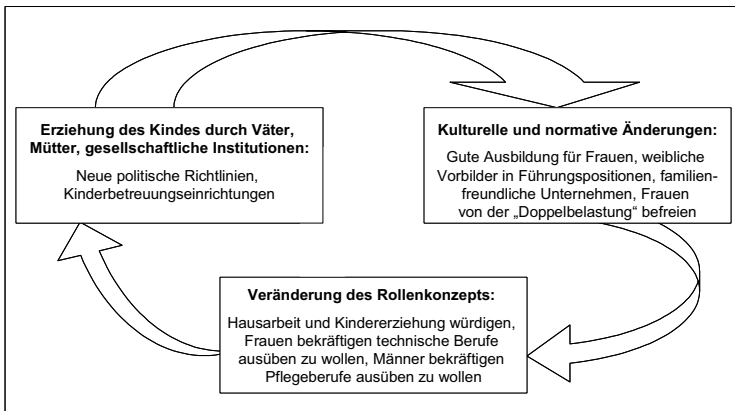 Erziehung des Kindes durch Väter,
Mütter, gesellschaftliche Institutionen:
Neue politische Richtlinien,
Kinderbetreuungseinrichtungen
Kulturelle und normative Änderungen:
Gute Ausbildung für Frauen, weibliche
Vorbilder in Führungspositionen, familien-
freundliche Unternehmen, Frauen
von der „Doppelbelastung“ befreien
Veränderung des Rollenkonzepts:
Hausarbeit und Kindererziehung würdigen,
Frauen bekräftigen technische Berufe
ausüben zu wollen, Männer bekräftigen
Pflegeberufe ausüben zu wollen